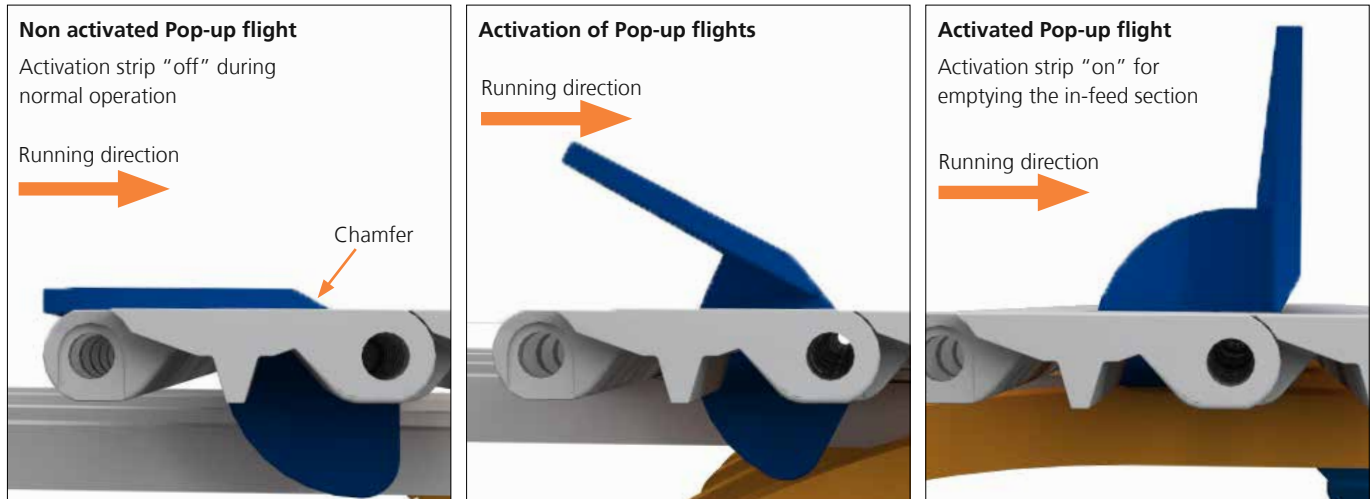 Non activated Pop-up flight
Activation strip “off” during
normal operation
Running direction
Chamfer
Activation of Pop-up flights
Running direction
Activated Pop-up flight
Activation strip “on” for
emptying the in-feed section
Running direction